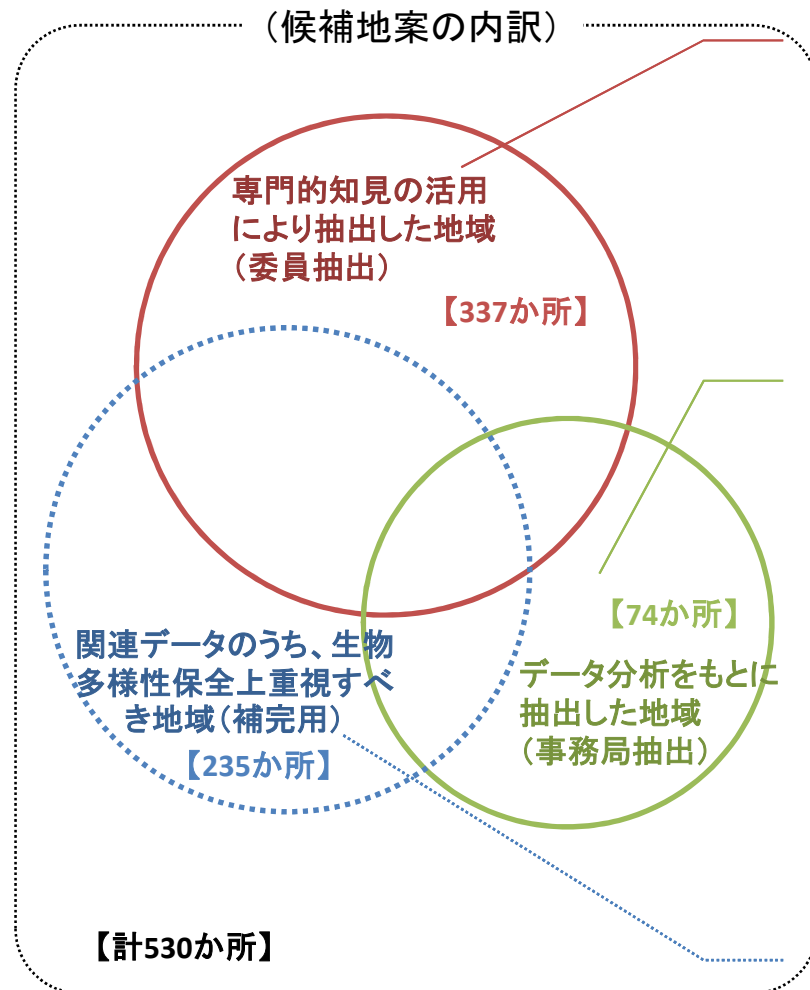 （候補地案の内訳）
専門的知見の活用
により抽出した地域
（委員抽出）
【337か所】
【74か所】
関連データのうち、生物
多様性保全上重視すべ
き地域（補完用）
【235か所】
データ分析をもとに
抽出した地域
（事務局抽出）
【計530か所】